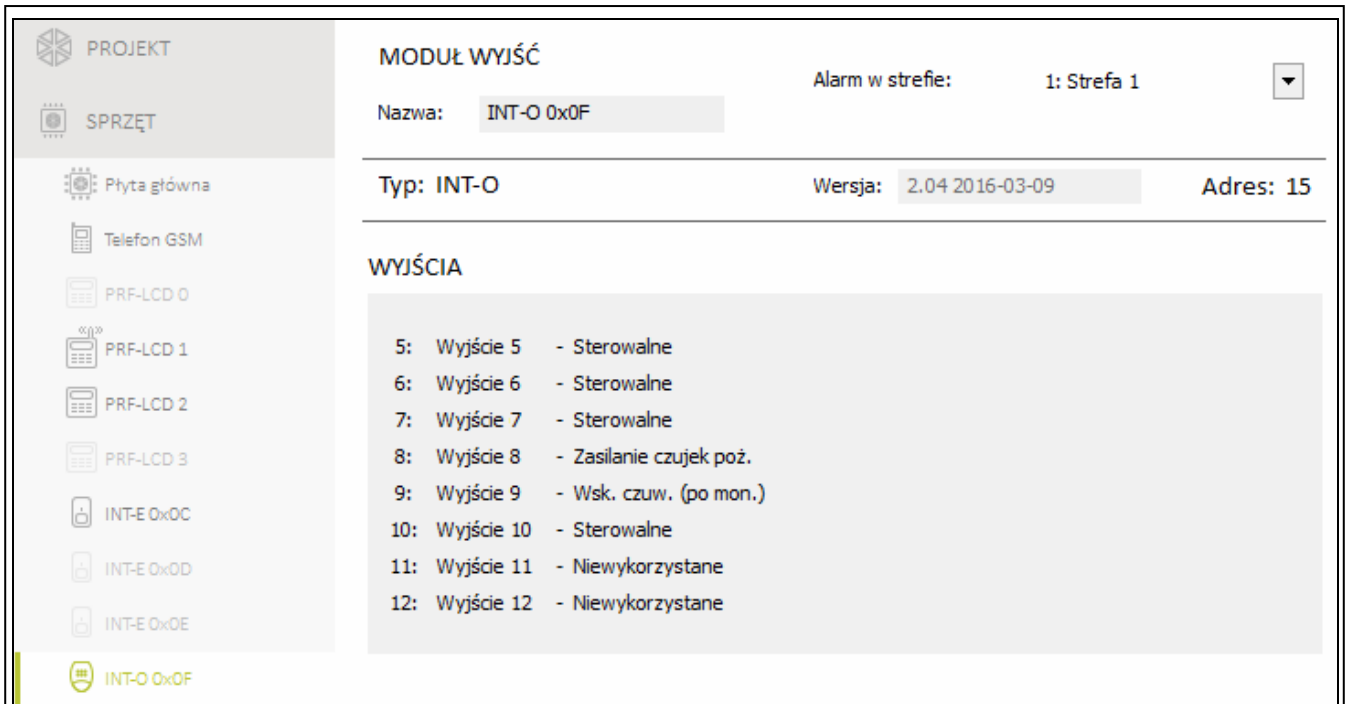 PROJEKT
SPRZĘT
Płyta główna
Telefon GSM
PRF-LCD 0
PRF-LCD 1
PRF-LCD 2
PRF-LCD 3
INT-E 0x0C
INT-E 0x0D
INT-E 0x0E
INT-O 0x0F
MODUŁ WYJŚĆ
Nazwa: INT-O 0x0F
Alarm w strefie: 1: Strefa 1
Typ: INT-O Wersja: 2.04 2016-03-09 Adres: 15
WYJŚCIA
5: Wyjście 5 - Sterowalne
6: Wyjście 6 - Sterowalne
7: Wyjście 7 - Sterowalne
8: Wyjście 8 - Zasilanie czujek poż.
9: Wyjście 9 - Wsk. czuw. (po mon.)
10: Wyjście 10 - Sterowalne
11: Wyjście 11 - Niewykorzystane
12: Wyjście 12 - Niewykorzystane